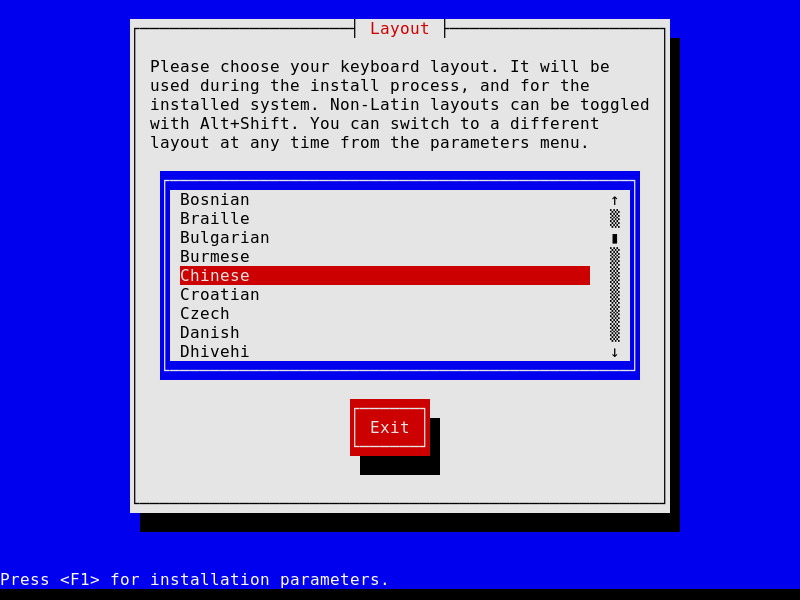 Layout
Please choose your keyboard layout. It will be
used during the install process, and for the
installed system. Non-Latin layouts can be toggled
with Alt+Shift. You can switch to a different
layout at any time from the parameters menu.
Bosnian
Braille
Bulgarian
Burmese
Chinese
Croatian
Czech
Danish
Dhivehi
Exit
Press <F1> for installation parameters.